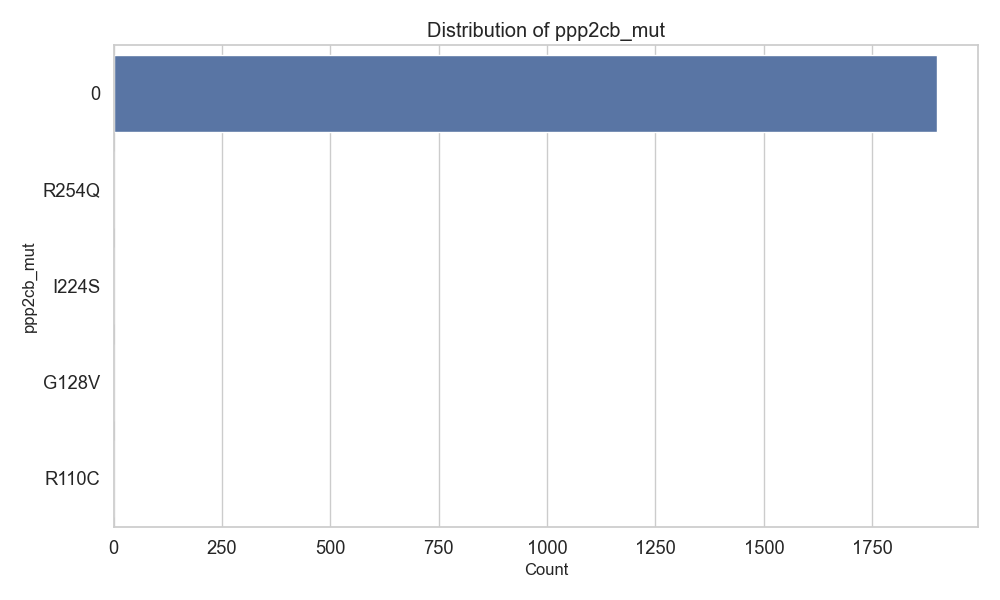 Distribution of ppp2cb_mut
0
R254Q
I224S
G128V
R110C
ppp2cb_mut
0 250 500 750 1000 1250 1500 1750
Count